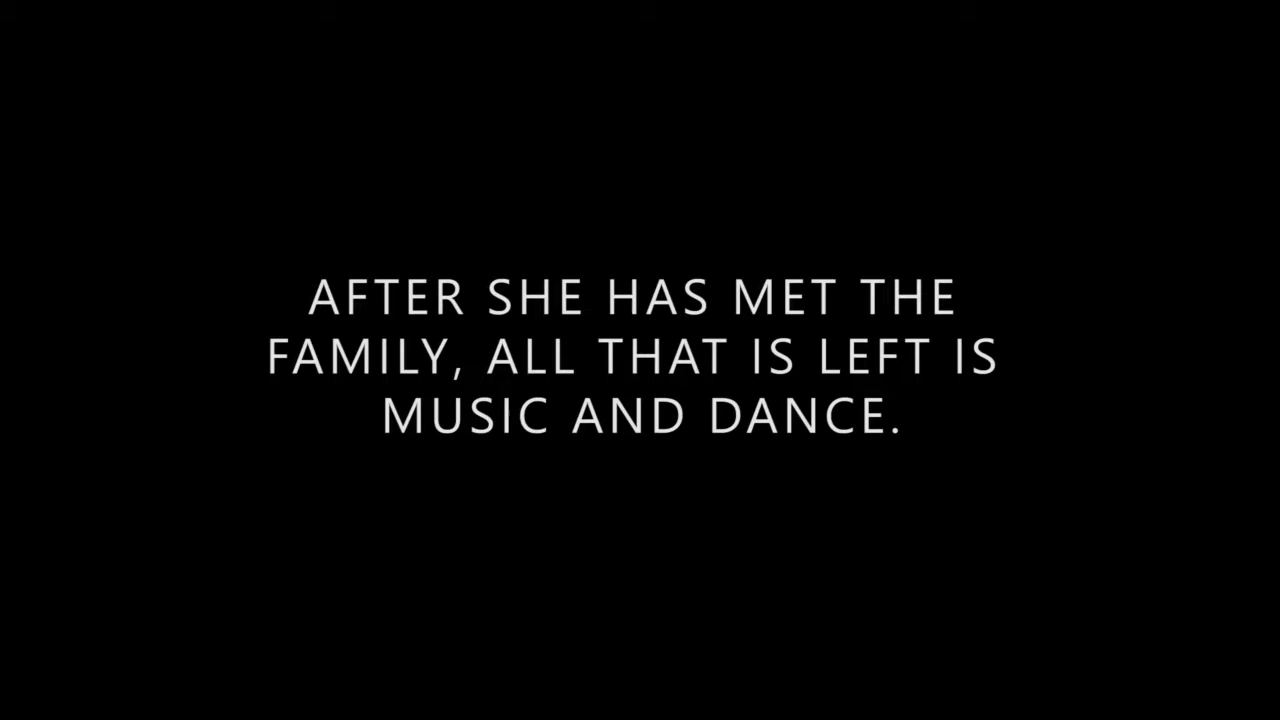 AFTER SHE HAS MET THE
FAMILY, ALL THAT IS LEFT IS
MUSIC AND DANCE.